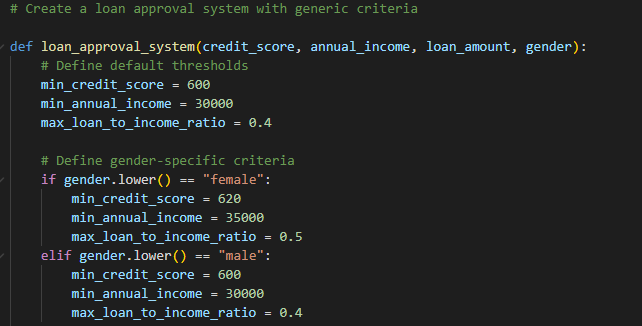 # Create a loan approval system with generic criteria
def loan_approval_system(credit_score, annual_income, loan_amount, gender):
# Define default thresholds
min_credit_score = 600
min_annual_income = 30000
max_loan_to_income_ratio = 0.4
# Define gender-specific criteria
if gender.lower() == "female":
min_credit_score = 620
min_annual_income = 35000
max_loan_to_income_ratio = 0.5
elif gender.lower() == "male":
min_credit_score = 600
min_annual_income = 30000
max_loan_to_income_ratio = 0.4